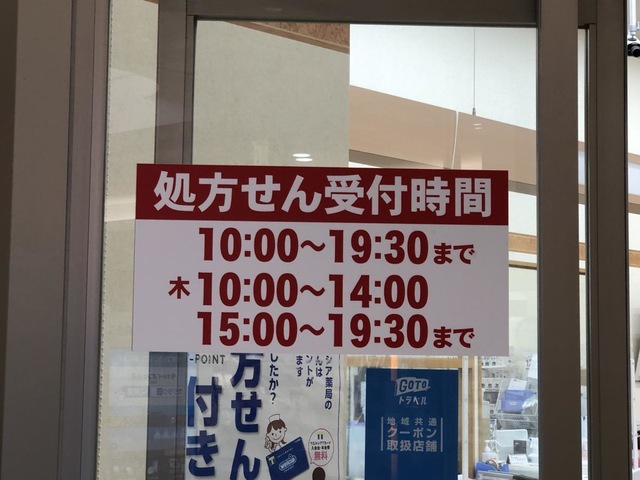 処方せん受付時間
10:00〜19:30まで
木 10:00〜14:00
15:00〜19:30まで
-POINT
方せん
付き
したか?
シア薬局の
ントが
ます
無料
GOTO
トラベル
地域共通
クーポン
取扱店舗